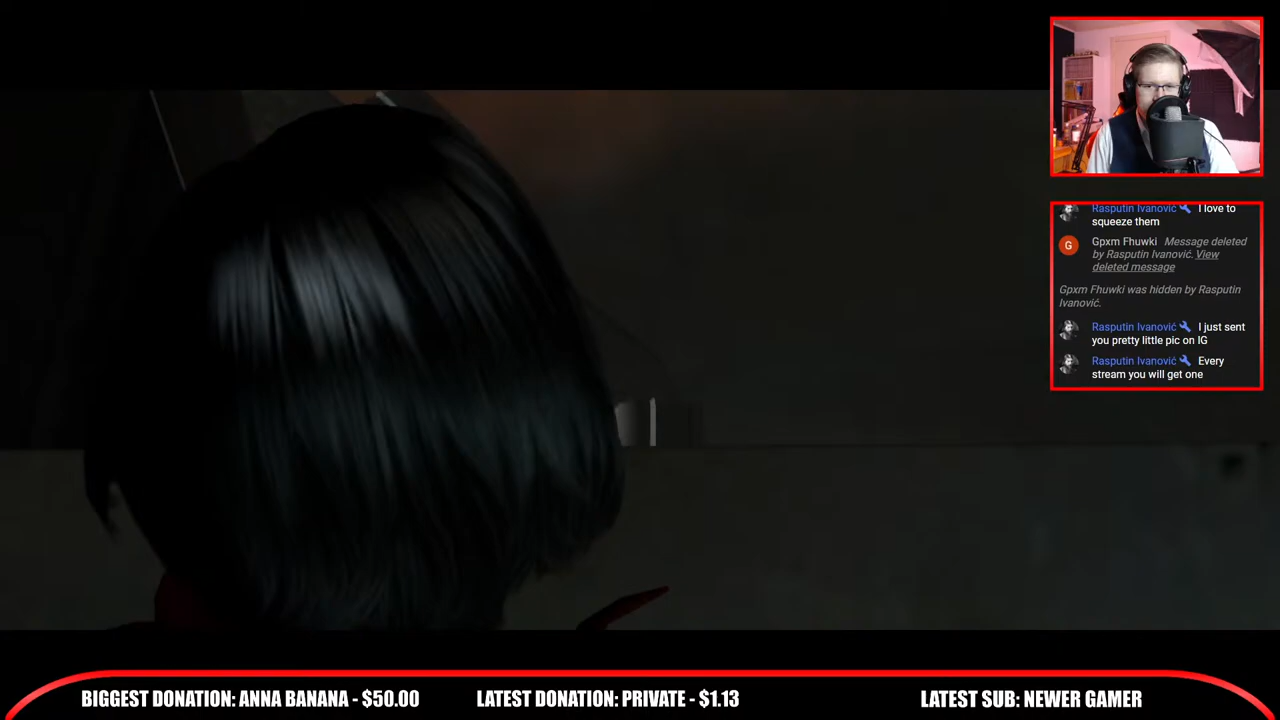 Rasputin Ivanović I love to
squeeze them
G
Gpxm Fhuwki Message deleted
by Rasputin Ivanović. View
deleted message
Gpxm Fhuwki was hidden by Rasputin
Ivanović.
Rasputin Ivanović I just sent
you pretty little pic on IG
Rasputin Ivanović Every
stream you will get one
BIGGEST DONATION: ANNA BANANA - $50.00
LATEST DONATION: PRIVATE - $1.13
LATEST SUB: NEWER GAMER